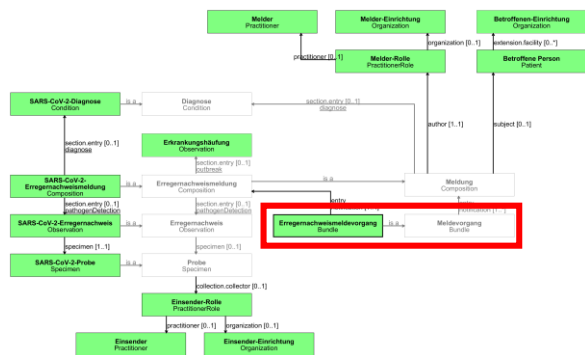 Melder
Practitioner
Melder-Einrichtung
Organization
Betroffenen-Einrichtung
Organization
practitioner [0..1]
organization [0..1]
extension.facility [0..*]
Melder-Rolle
PractitionerRole
Betroffene Person
Patient
SARS-CoV-2-Diagnose
Condition
is a
Diagnose
Condition
section.entry [0..1]
diagnose
section.entry [0..1]
diagnose
Erkrankungshäufung
Observation
author [1..1]
subject [0..1]
section.entry [0..1]
outbreak
SARS-CoV-2-
Erregernachweismeldung
Composition
is a
Erregernachweismeldung
Composition
is a
Meldung
Composition
section.entry [0..1]
pathogenDetection
section.entry [0..1]
pathogenDetection
entry
SARS-CoV-2-Erregernachweis
Observation
is a
Erregernachweis
Observation
Erregernachweismeldevorgang
Bundle
is a
Meldevorgang
Bundle
specimen [1..1]
specimen [0..1]
SARS-CoV-2-Probe
Specimen
is a
Probe
Specimen
collection.collector [0..1]
Einsender-Rolle
PractitionerRole
practitioner [0..1]
organization [0..1]
Einsender
Practitioner
Einsender-Einrichtung
Organization